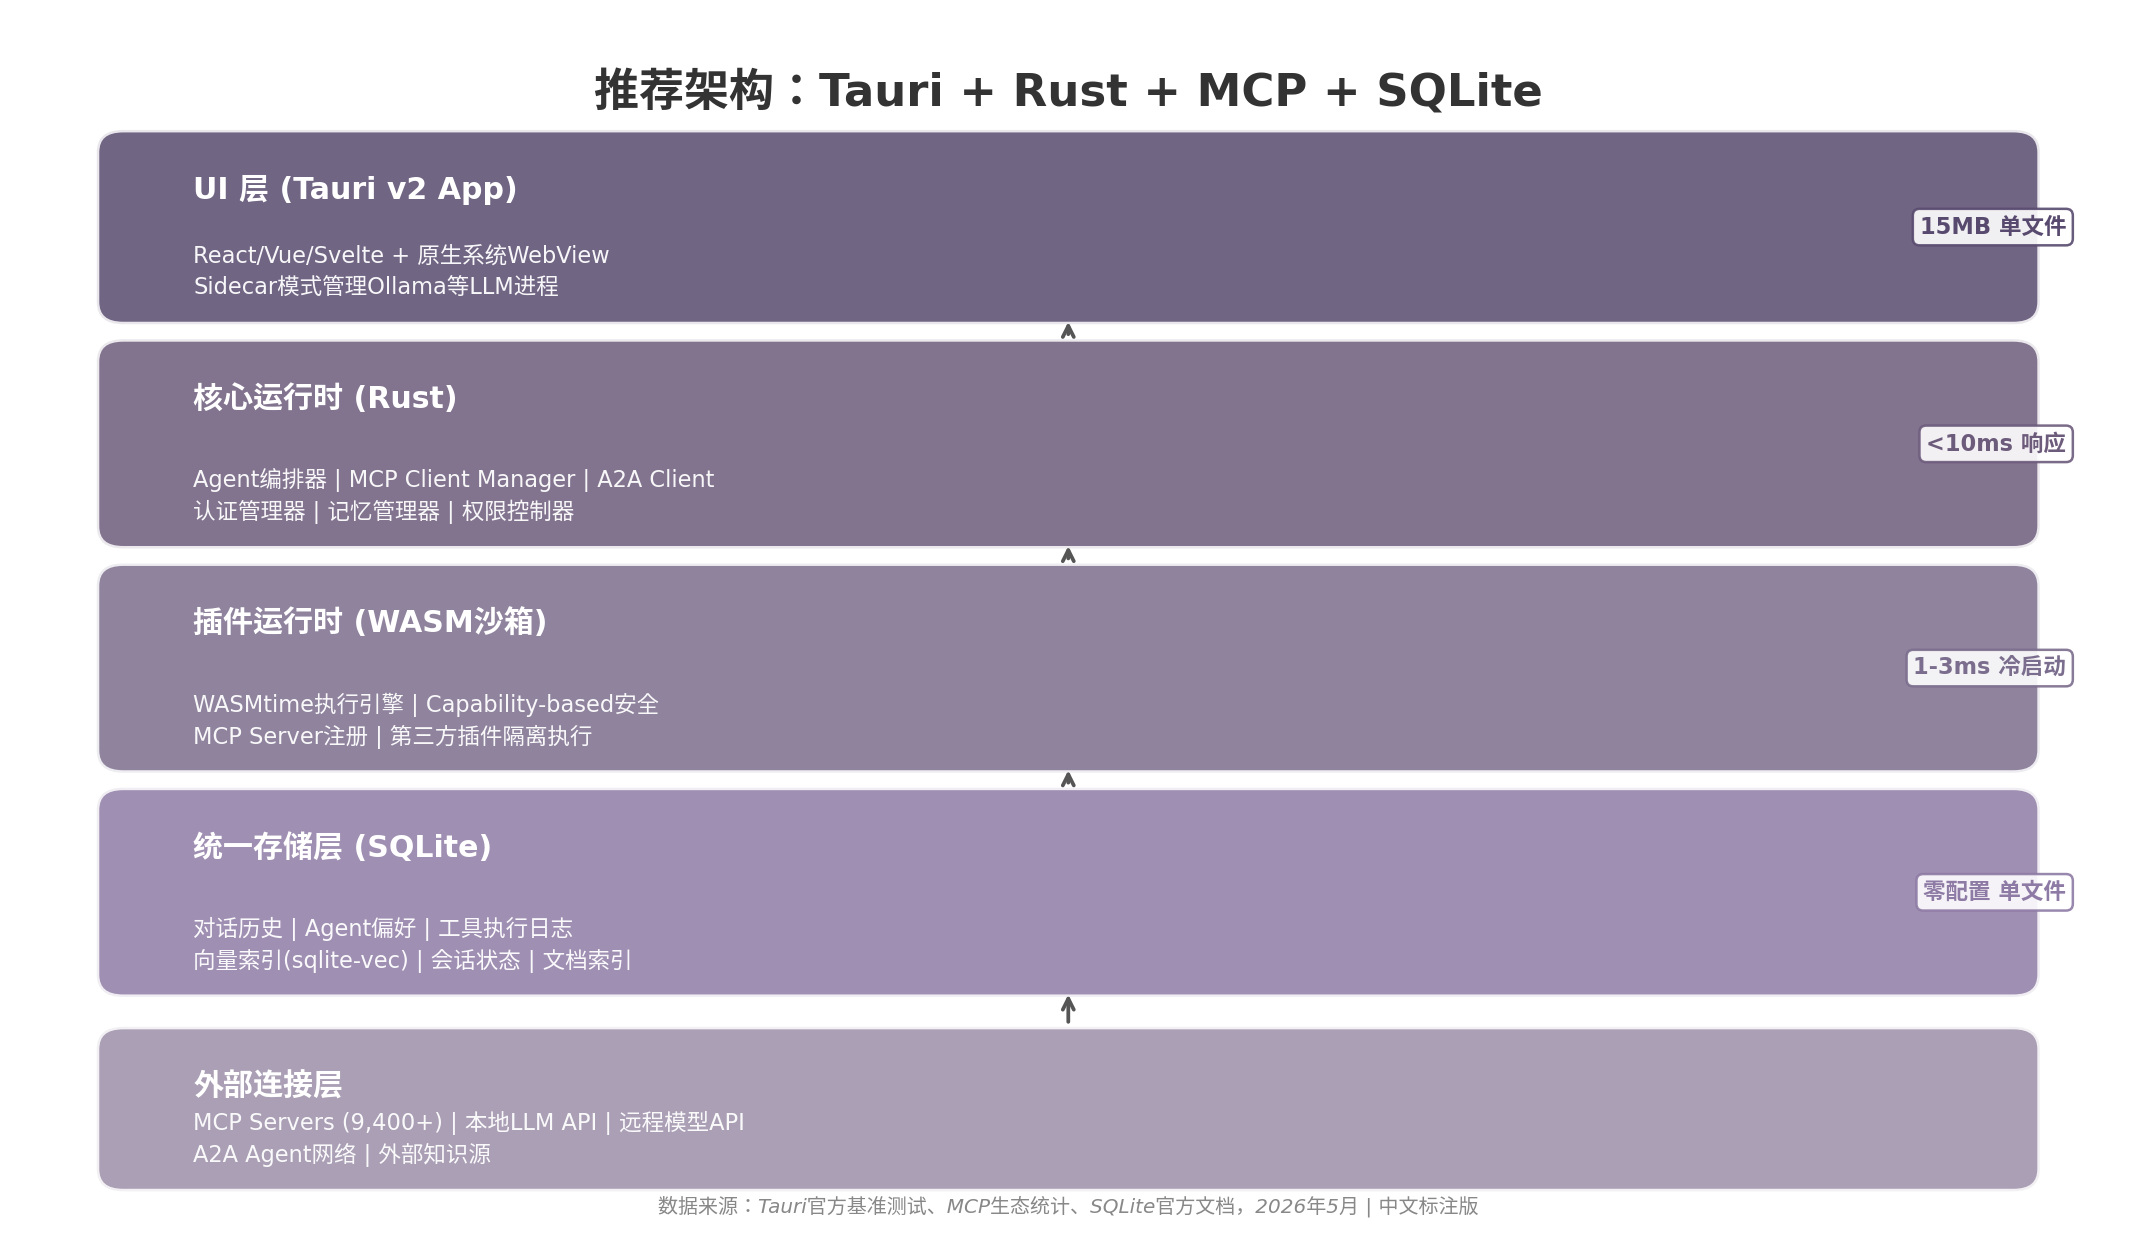 推荐架构：Tauri + Rust + MCP + SQLite
UI 层 (Tauri v2 App)
15MB 单文件
React/Vue/Svelte + 原生系统WebView
Sidecar模式管理Ollama等LLM进程
核心运行时 (Rust)
<10ms 响应
Agent编排器 | MCP Client Manager | A2A Client
认证管理器 | 记忆管理器 | 权限控制器
插件运行时 (WASM沙箱)
1-3ms 冷启动
WASMtime执行引擎 | Capability-based安全
MCP Server注册 | 第三方插件隔离执行
统一存储层 (SQLite)
零配置 单文件
对话历史 | Agent偏好 | 工具执行日志
向量索引(sqlite-vec) | 会话状态 | 文档索引
外部连接层
MCP Servers (9,400+) | 本地LLM API | 远程模型API
A2A Agent网络 | 外部知识源
数据来源：Tauri官方基准测试、MCP生态统计、SQLite官方文档，2026年5月 | 中文标注版